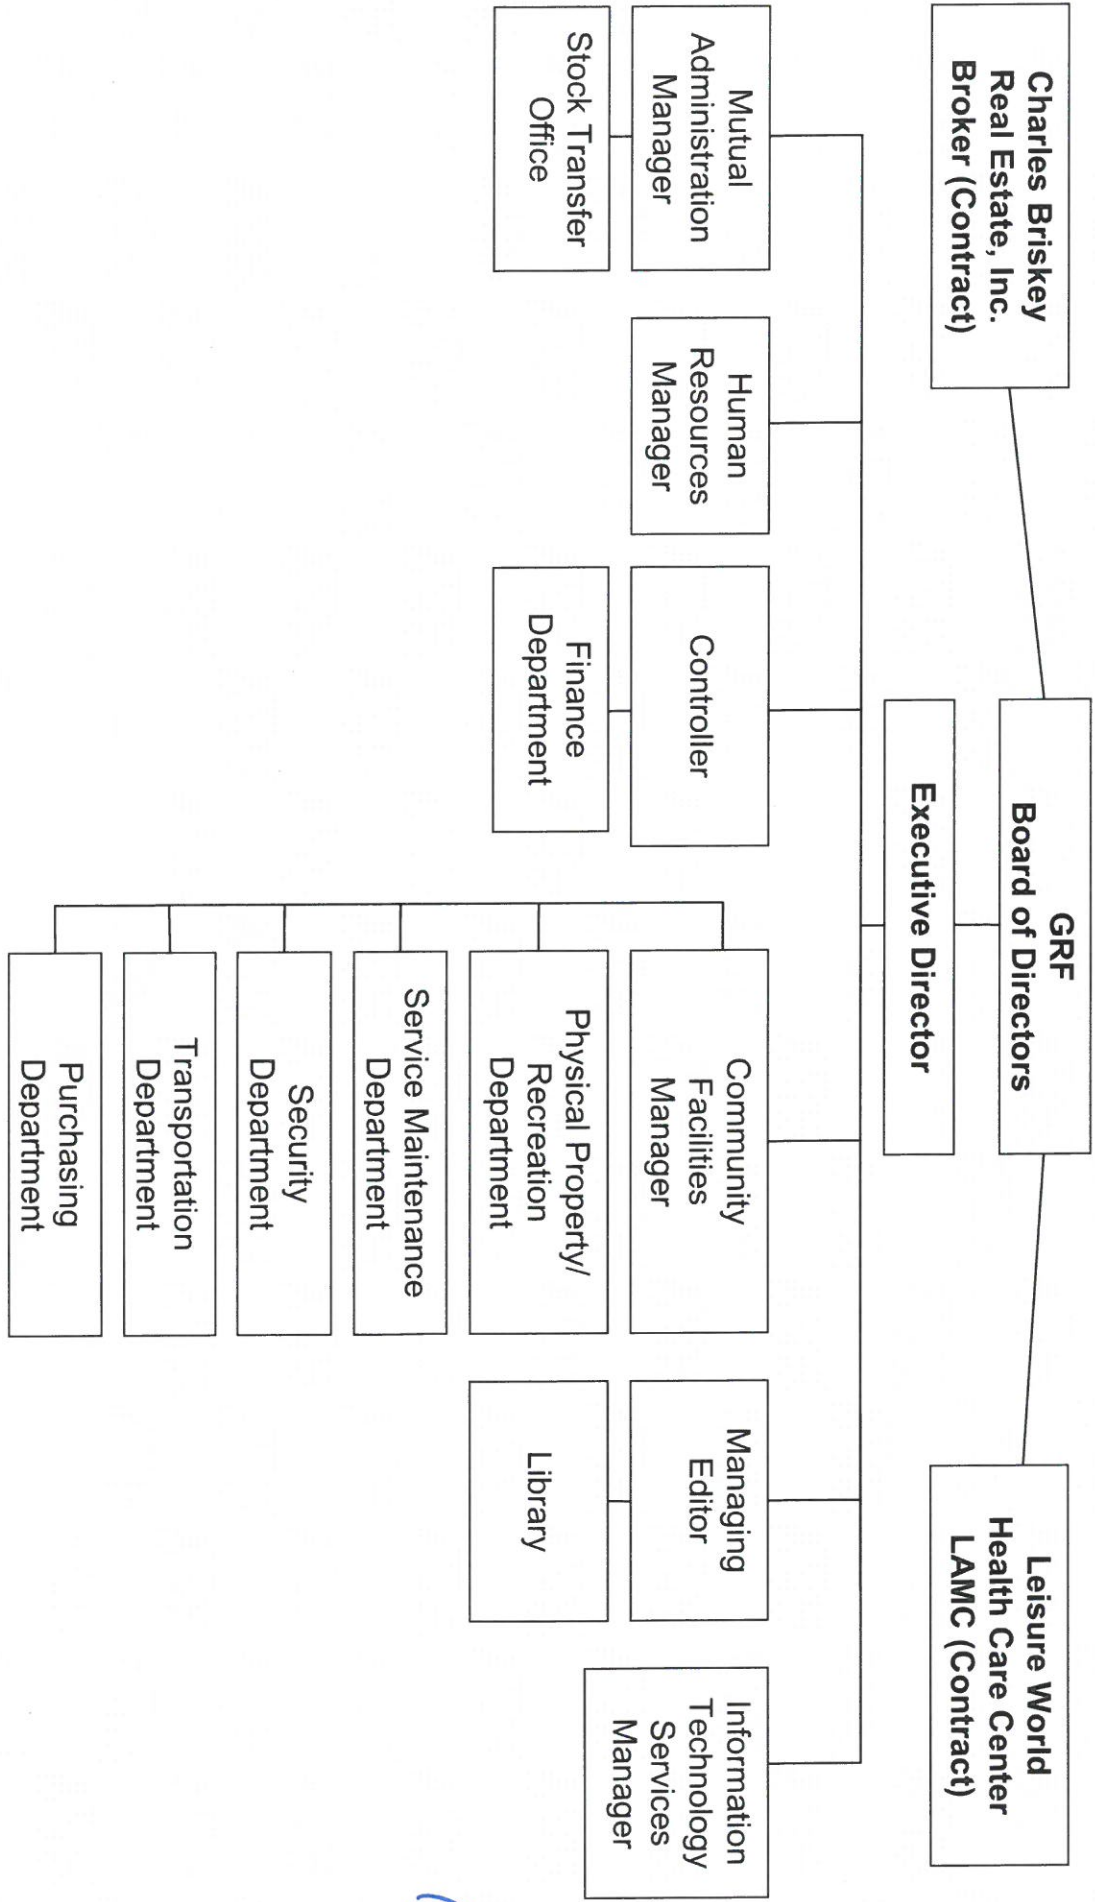 GRF
Board of Directors
Charles Briskey
Real Estate, Inc.
Broker (Contract)
Leisure World
Health Care Center
LAMC (Contract)
Executive Director
Mutual
Administration
Manager
Stock Transfer
Office
Human
Resources
Manager
Controller
Finance
Department
Community
Facilities
Manager
Physical Property/
Recreation
Department
Service Maintenance
Department
Security
Department
Transportation
Department
Purchasing
Department
Managing
Editor
Library
Information
Technology
Services
Manager